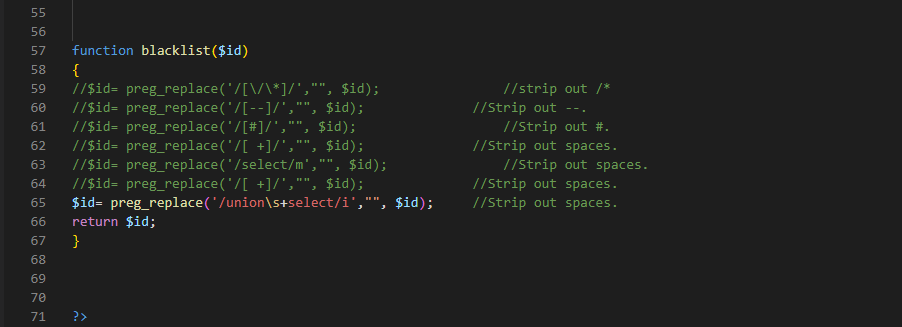 55
56
57 function blacklist($id)
58 {
59 //$id= preg_replace('/[\/\*]/',"", $id); //strip out /*
60 //$id= preg_replace('/[--]/',"", $id); //Strip out --.
61 //$id= preg_replace('/[#]/',"", $id); //Strip out #.
62 //$id= preg_replace('/[ +]/',"", $id); //Strip out spaces.
63 //$id= preg_replace('/select/m',"", $id); //Strip out spaces.
64 //$id= preg_replace('/[ +]/',"", $id); //Strip out spaces.
65 $id= preg_replace('/union\s+select/i',"", $id); //Strip out spaces.
66 return $id;
67 }
68
69
70
71 ?>